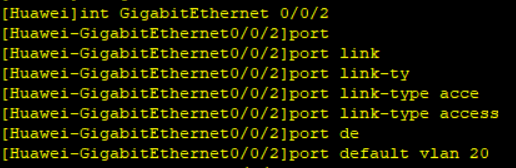 [Huawei]int GigabitEthernet 0/0/2
[Huawei-GigabitEthernet0/0/2]port
[Huawei-GigabitEthernet0/0/2]port link
[Huawei-GigabitEthernet0/0/2]port link-ty
[Huawei-GigabitEthernet0/0/2]port link-type acce
[Huawei-GigabitEthernet0/0/2]port link-type access
[Huawei-GigabitEthernet0/0/2]port de
[Huawei-GigabitEthernet0/0/2]port default vlan 20